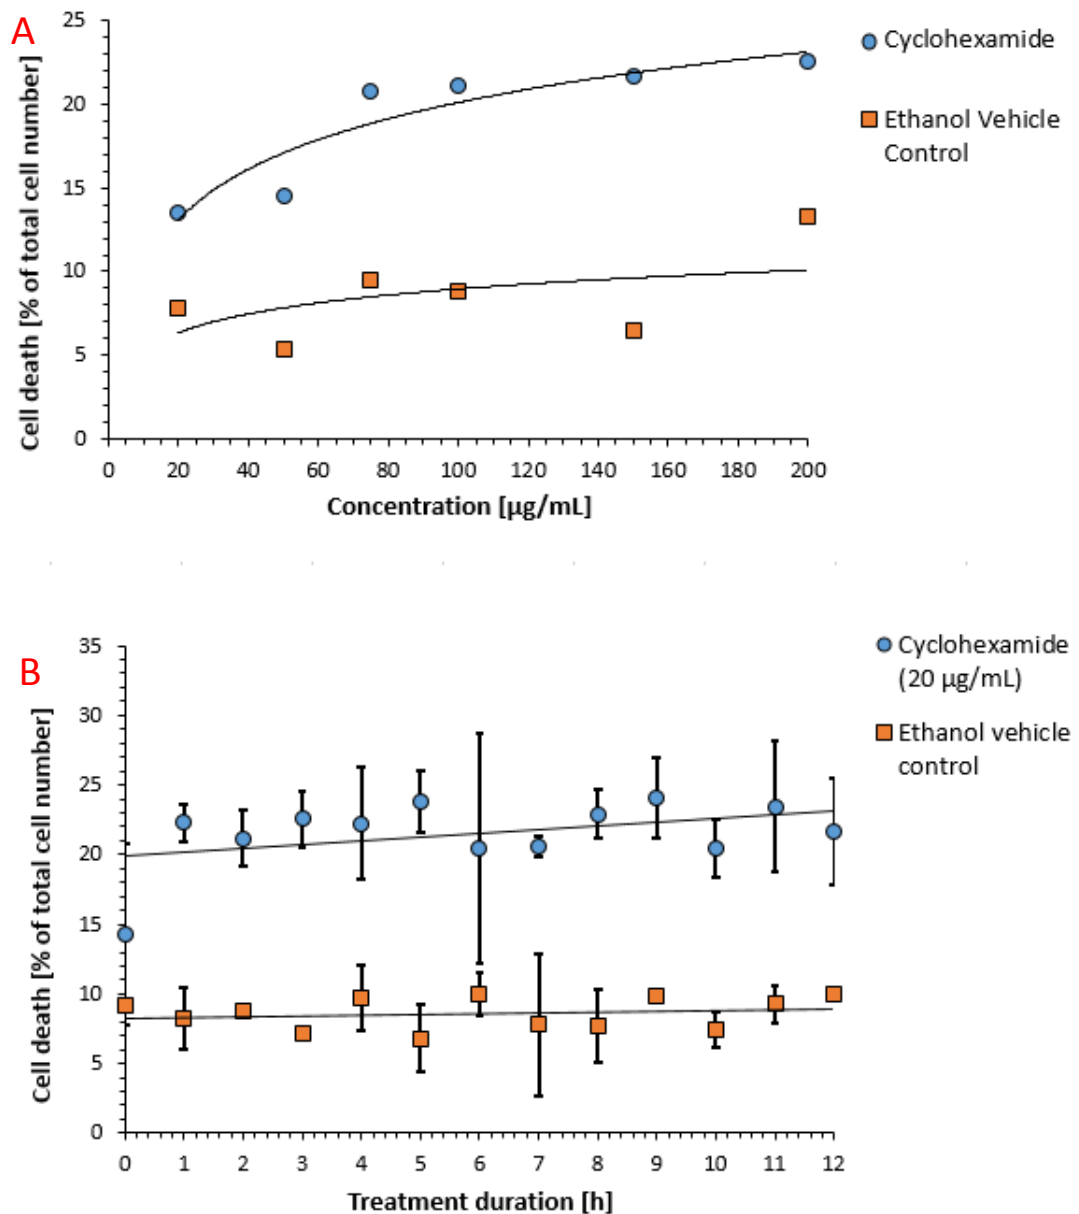 A
25
20
15
10
5
0
Cell death [% of total cell number]
0 20 40 60 80 100 120 140 160 180 200
Concentration [µg/mL]
Cyclohexamide
Ethanol Vehicle
Control
B
35
30
25
20
15
10
5
0
Cell death [% of total cell number]
0 1 2 3 4 5 6 7 8 9 10 11 12
Treatment duration [h]
Cyclohexamide
(20 µg/mL)
Ethanol vehicle
control